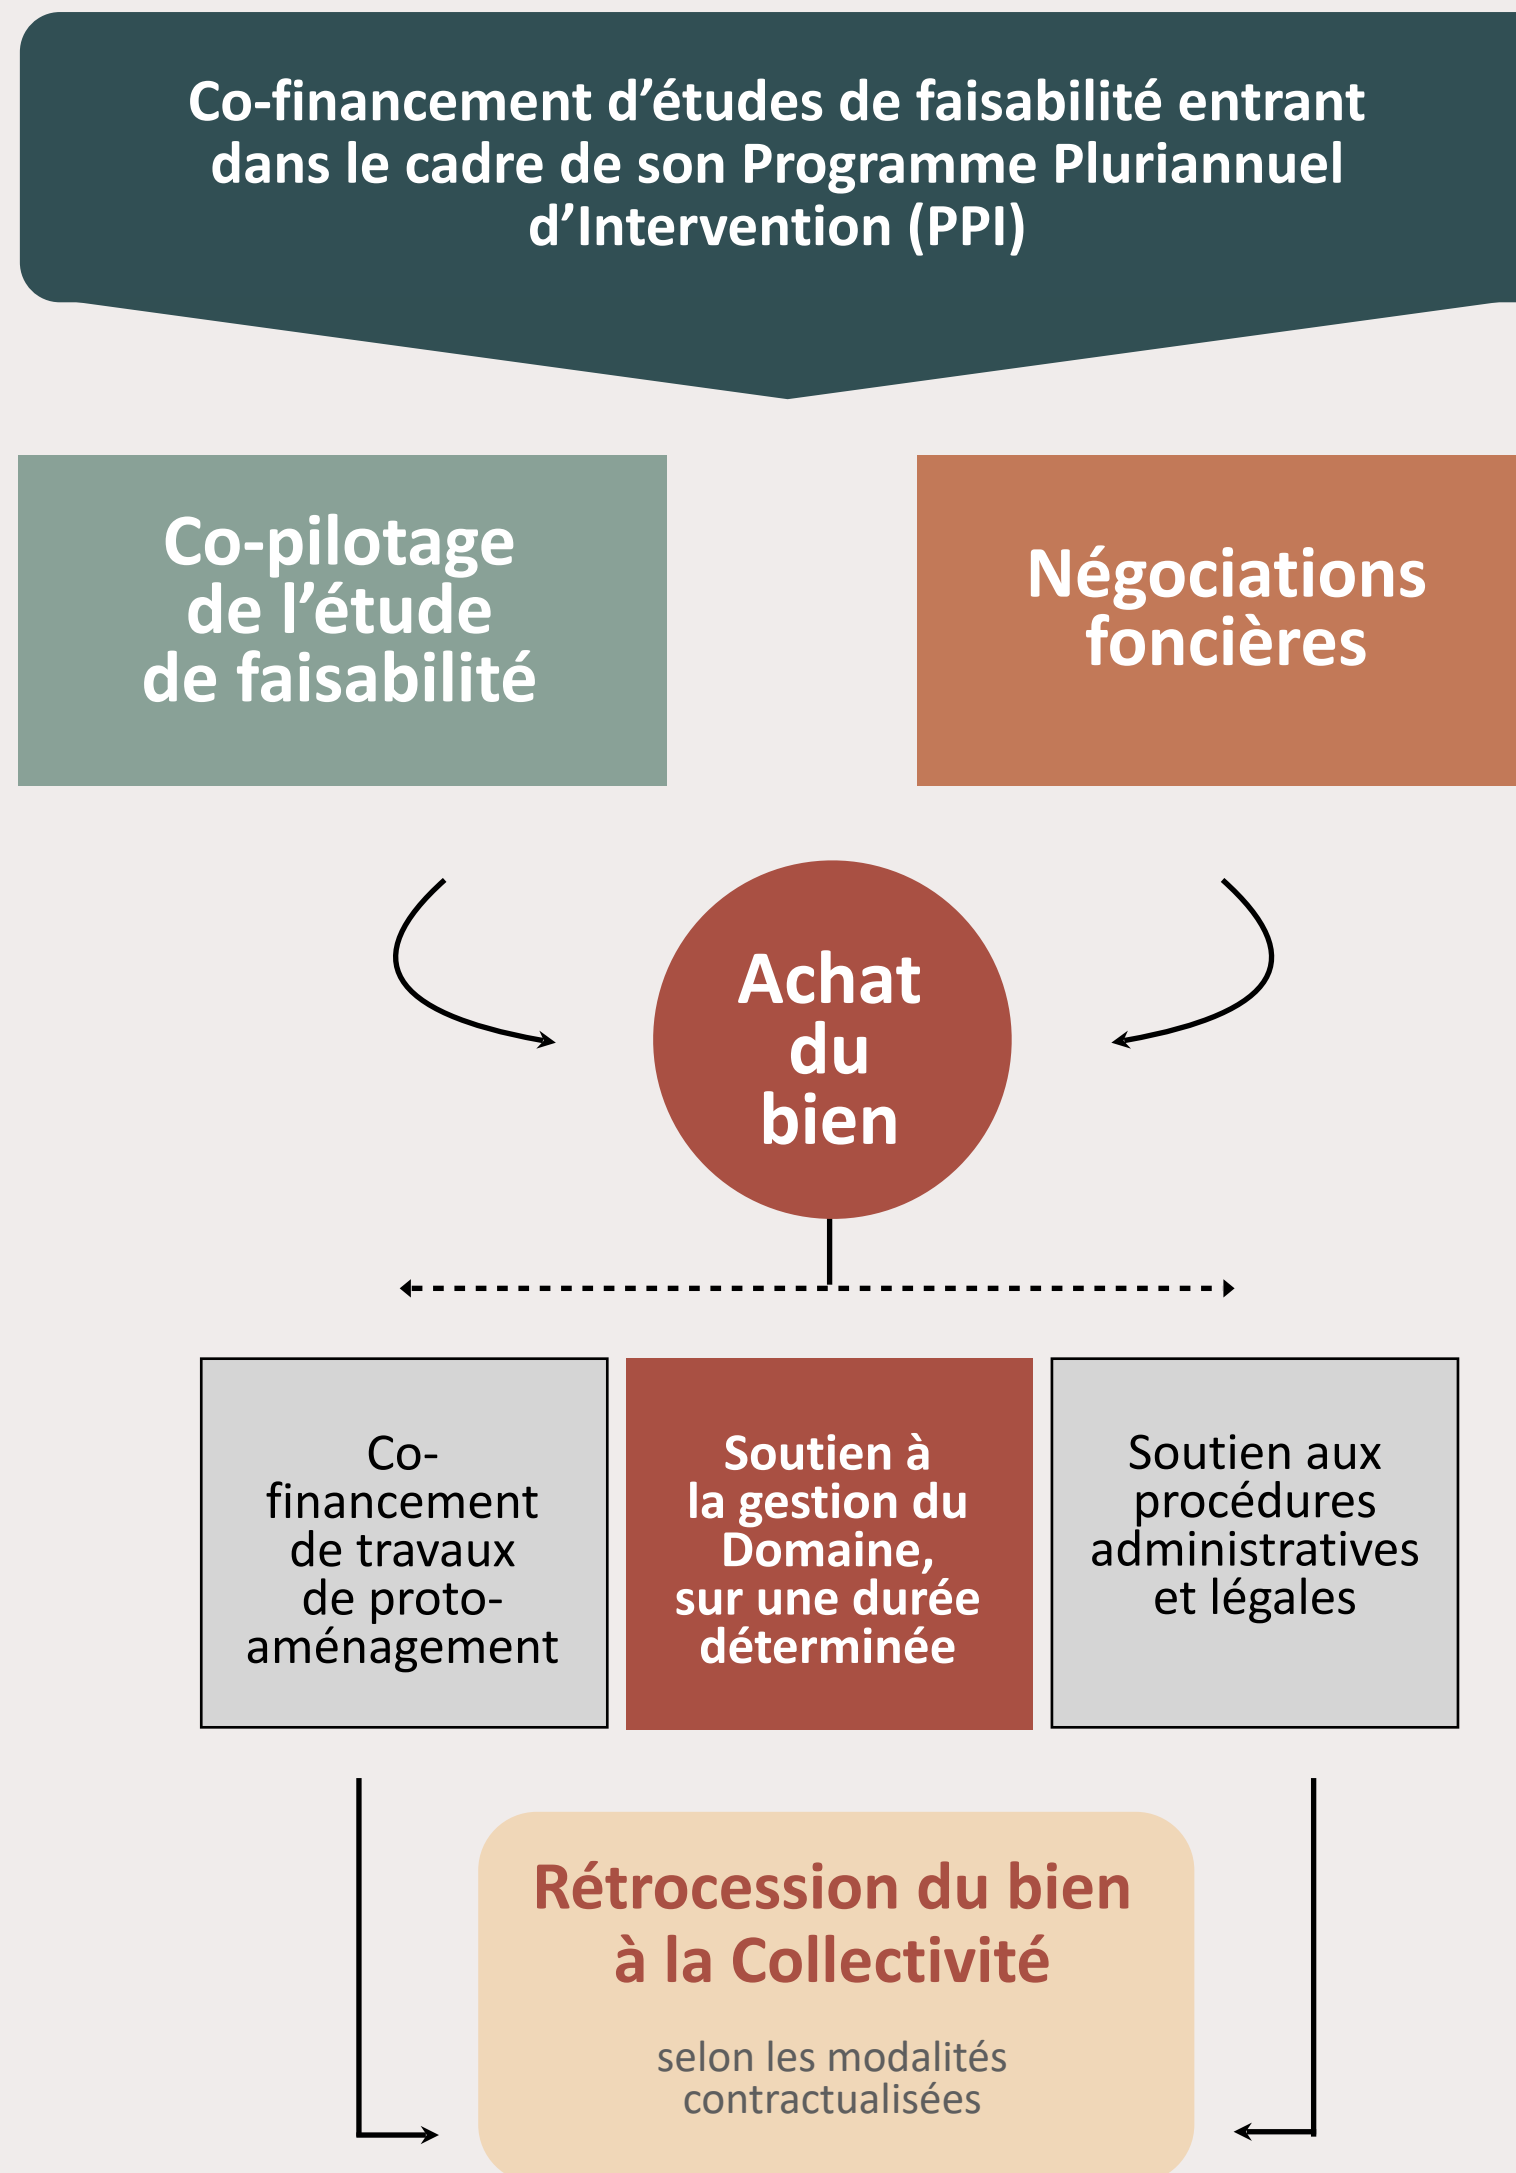 Co-financement d’études de faisabilité entrant
dans le cadre de son Programme Pluriannuel
d’Intervention (PPI)
Co-pilotage
de l’étude
de faisabilité
Négociations
foncières
Achat
du
bien
Co-
financement
de travaux
de proto-
aménagement
Soutien à
la gestion du
Domaine,
sur une durée
déterminée
Soutien aux
procédures
administratives
et légales
Rétrocession du bien
à la Collectivité
selon les modalités
contractualisées